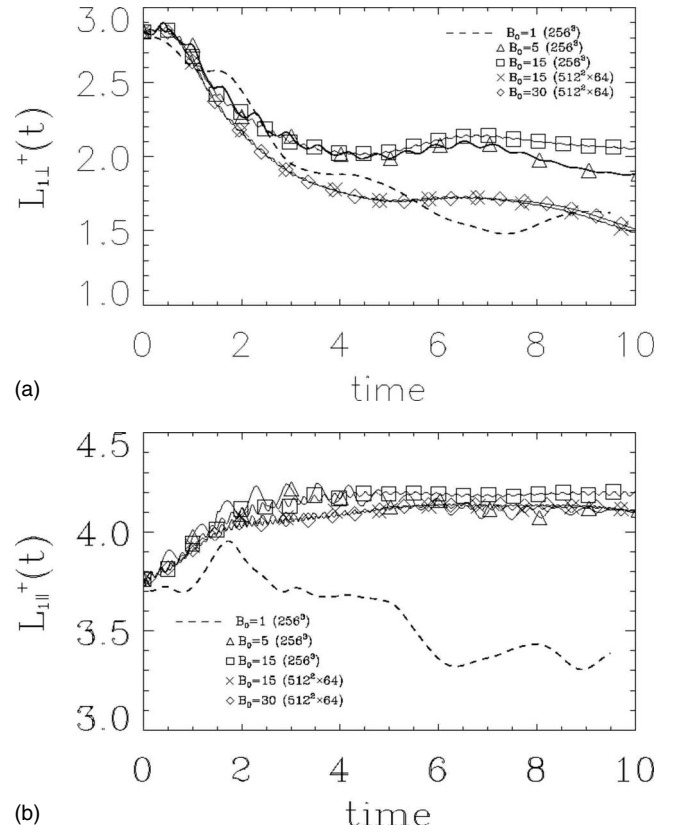 3.0
2.5
2.0
1.5
1.0
L₁⊥⁺(t)
B₀=1 (256³)
B₀=5 (256³)
B₀=15 (256³)
B₀=15 (512²×64)
B₀=30 (512²×64)
0 2 4 6 8 10
time
(a)
4.5
4.0
3.5
3.0
L₁∥⁺(t)
B₀=1 (256³)
B₀=5 (256³)
B₀=15 (256³)
B₀=15 (512²×64)
B₀=30 (512²×64)
0 2 4 6 8 10
time
(b)